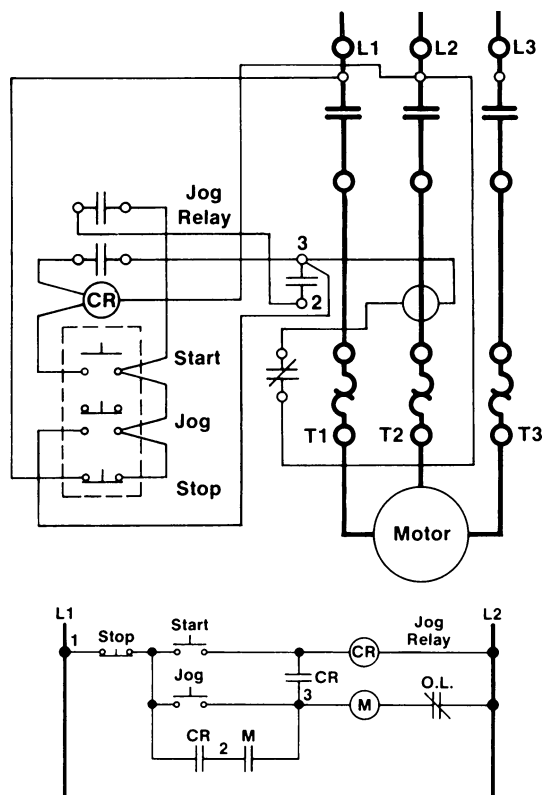 L1 L2 L3
Jog
Relay
3
2
CR
Start
Jog
Stop
T1 T2 T3
Motor
L1 L2
1 Stop Start Jog
Relay
CR
CR
Jog 3 O.L.
M
CR 2 M